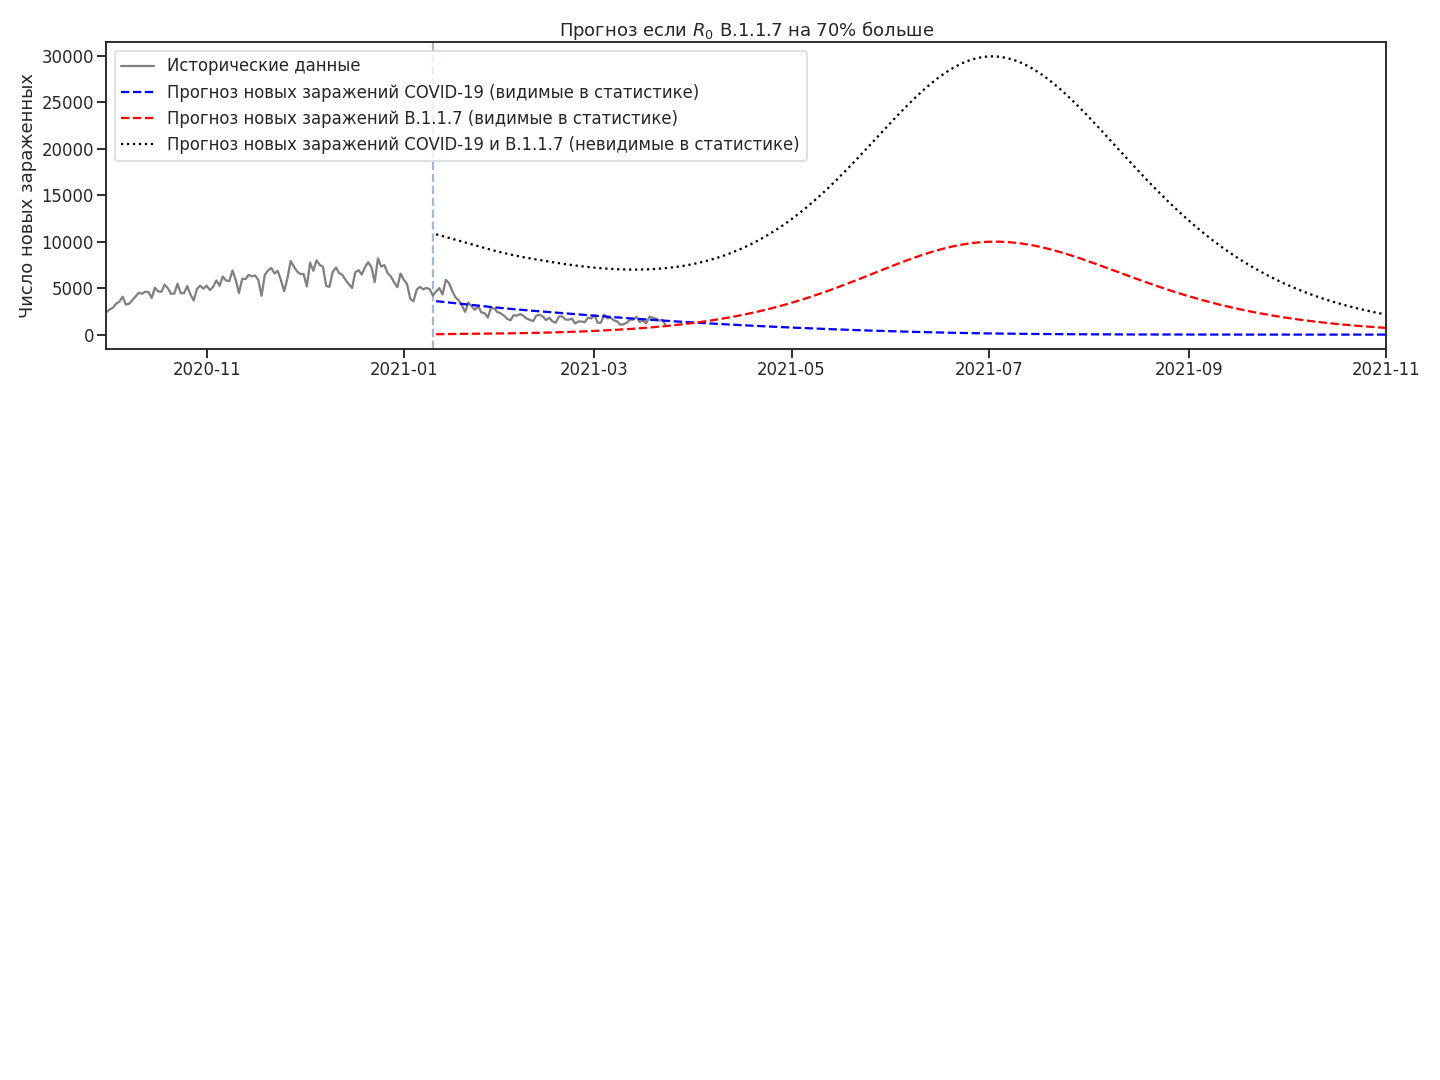 Прогноз если R₀ B.1.1.7 на 70% больше
Исторические данные
Прогноз новых заражений COVID-19 (видимые в статистике)
Прогноз новых заражений B.1.1.7 (видимые в статистике)
Прогноз новых заражений COVID-19 и B.1.1.7 (невидимые в статистике)
Число новых зараженных
30000
25000
20000
15000
10000
5000
0
2020-11
2021-01
2021-03
2021-05
2021-07
2021-09
2021-11